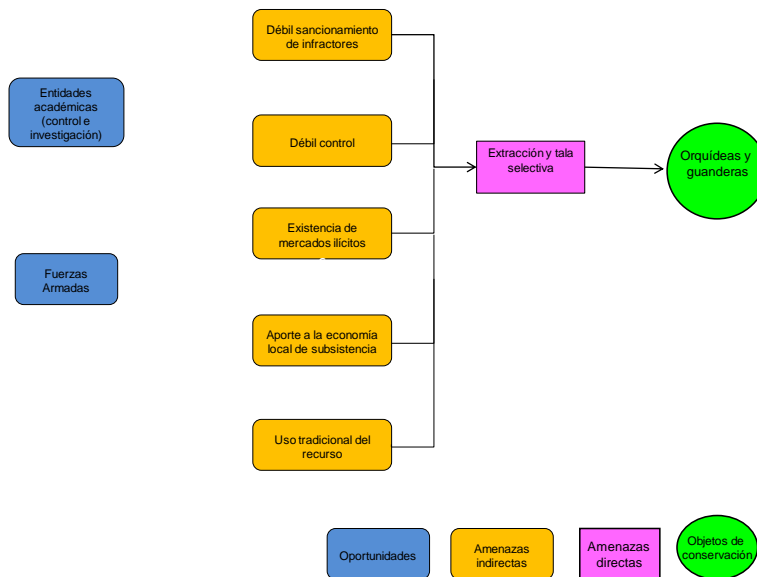 Débil sancionamiento
de infractores
Entidades
académicas
(control e
investigación)
Débil control
Extracción y tala
selectiva
Orquídeas y
guanderas
Existencia de
mercados ilícitos
Fuerzas
Armadas
Aporte a la economía
local de subsistencia
Uso tradicional del
recurso
Oportunidades
Amenazas
indirectas
Amenazas
directas
Objetos de
conservación